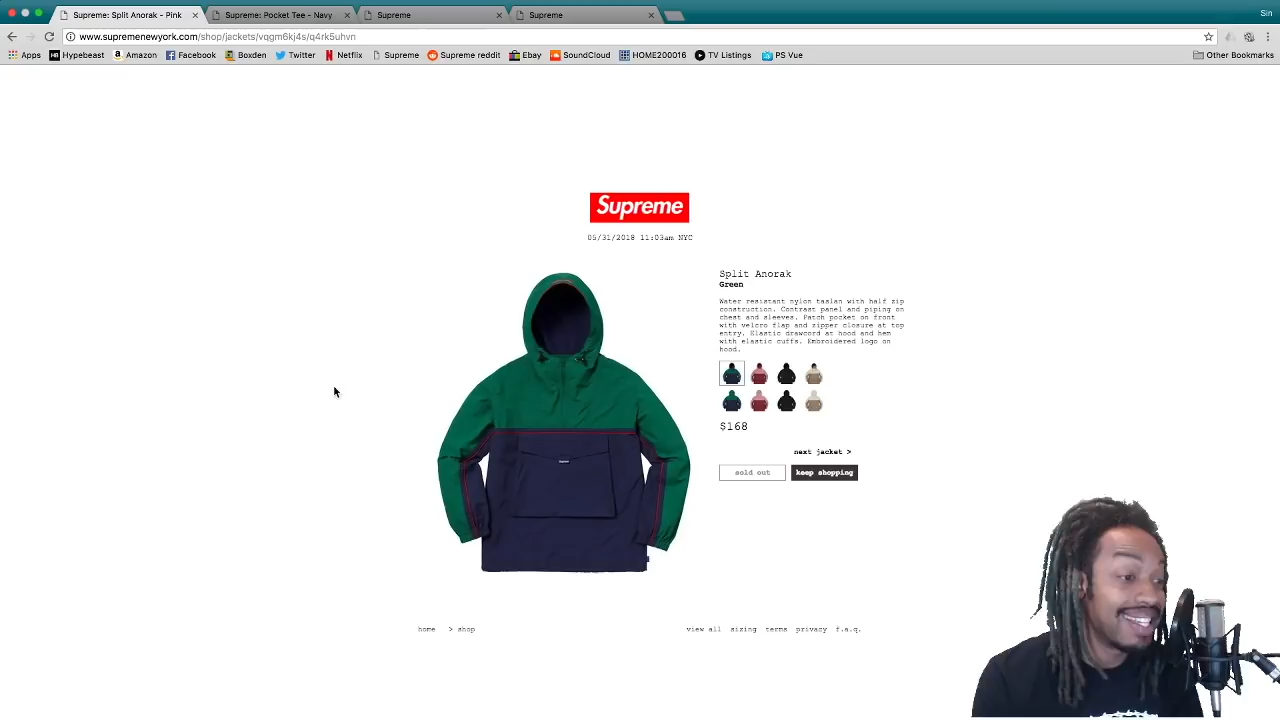 Supreme: Split Anorak - Pink
Supreme: Pocket Tee - Navy
Supreme
Supreme
Sin
www.supremenewyork.com/shop/jackets/vqgm6kj4s/q4rk5uhvn
Apps
Hypebeast
Amazon
Facebook
Boxden
Twitter
Netflix
Supreme
Supreme reddit
Ebay
SoundCloud
HOME200016
TV Listings
PS Vue
Other Bookmarks
Supreme
05/31/2018 11:03am NYC
Split Anorak
Green
Water resistant nylon taslan with half zip
construction. Contrast panel and piping on
chest and sleeves. Patch pocket on front
with velcro flap and zipper closure at top
entry. Elastic drawcord at hood and hem
with elastic cuffs. Embroidered logo on
hood.
$168
next jacket >
sold out
keep shopping
home > shop
view all sizing terms privacy f.a.q.